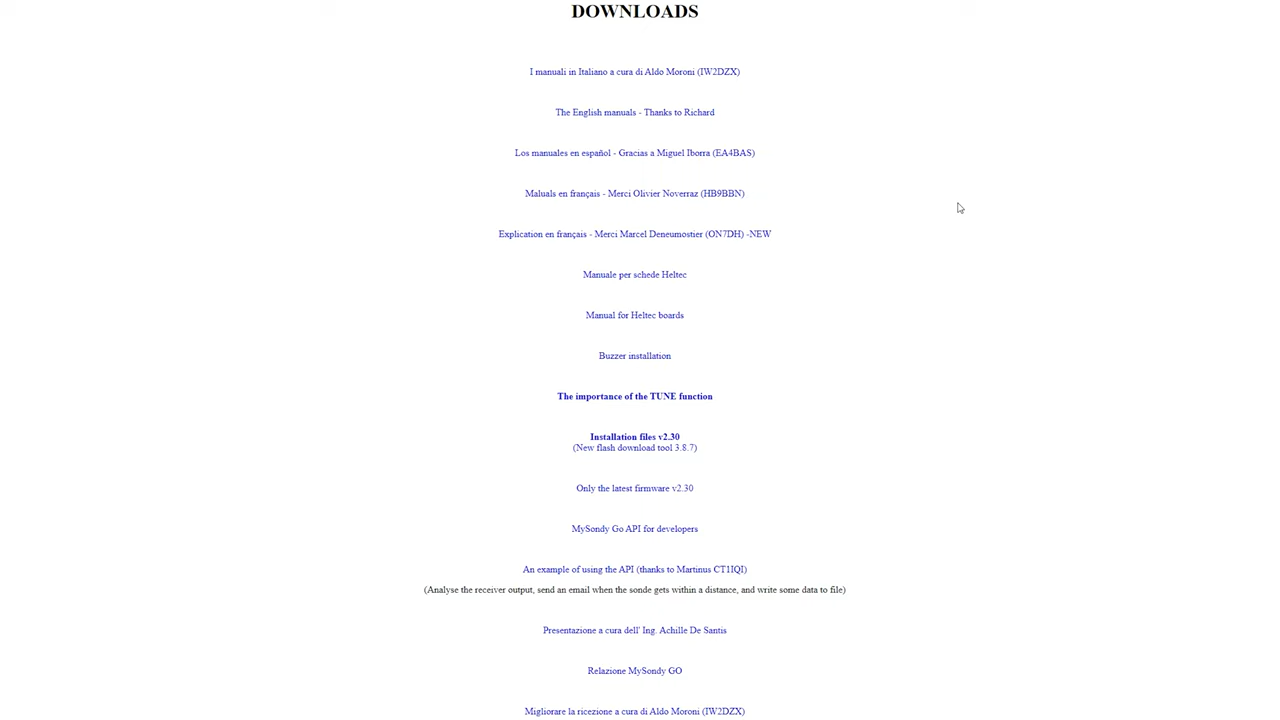 DOWNLOADS
I manuali in Italiano a cura di Aldo Moroni (IW2DZX)
The English manuals - Thanks to Richard
Los manuales en español - Gracias a Miguel Iborra (EA4BAS)
Maluals en français - Merci Olivier Noverraz (HB9BBN)
Explication en français - Merci Marcel Deneumostier (ON7DH) -NEW
Manuale per schede Heltec
Manual for Heltec boards
Buzzer installation
The importance of the TUNE function
Installation files v2.30
(New flash download tool 3.8.7)
Only the latest firmware v2.30
MySondy Go API for developers
An example of using the API (thanks to Martinus CT1IQI)
(Analyse the receiver output, send an email when the sonde gets within a distance, and write some data to file)
Presentazione a cura dell' Ing. Achille De Santis
Relazione MySondy GO
Migliorare la ricezione a cura di Aldo Moroni (IW2DZX)